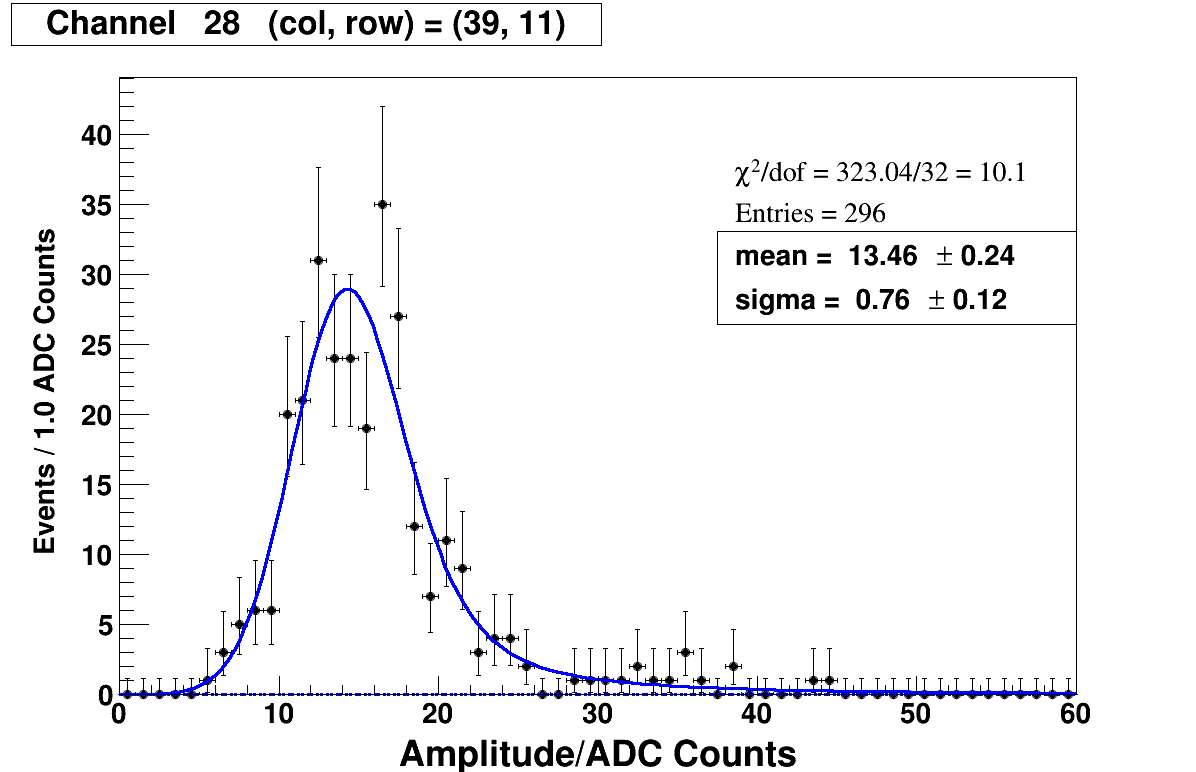 Channel 28 (col, row) = (39, 11)
χ²/dof = 323.04/32 = 10.1
Entries = 296
mean = 13.46 ± 0.24
sigma = 0.76 ± 0.12
Events / 1.0 ADC Counts
40
35
30
25
20
15
10
5
0
0 10 20 30 40 50 60
Amplitude/ADC Counts